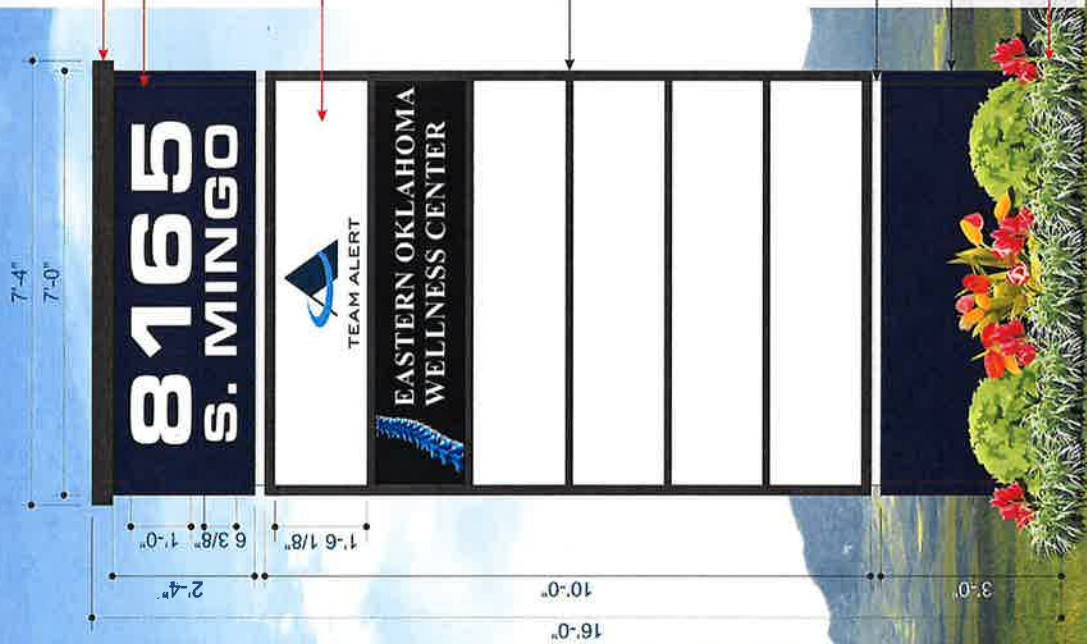 7'-4"
7'-0"
8165
S. MINGO
TEAM ALERT
EASTERN OKLAHOMA
WELLNESS CENTER
1'-0"
6 3/8"
1'-6 1/8"
2'-4"
10'-0"
3'-0"
16'-0"